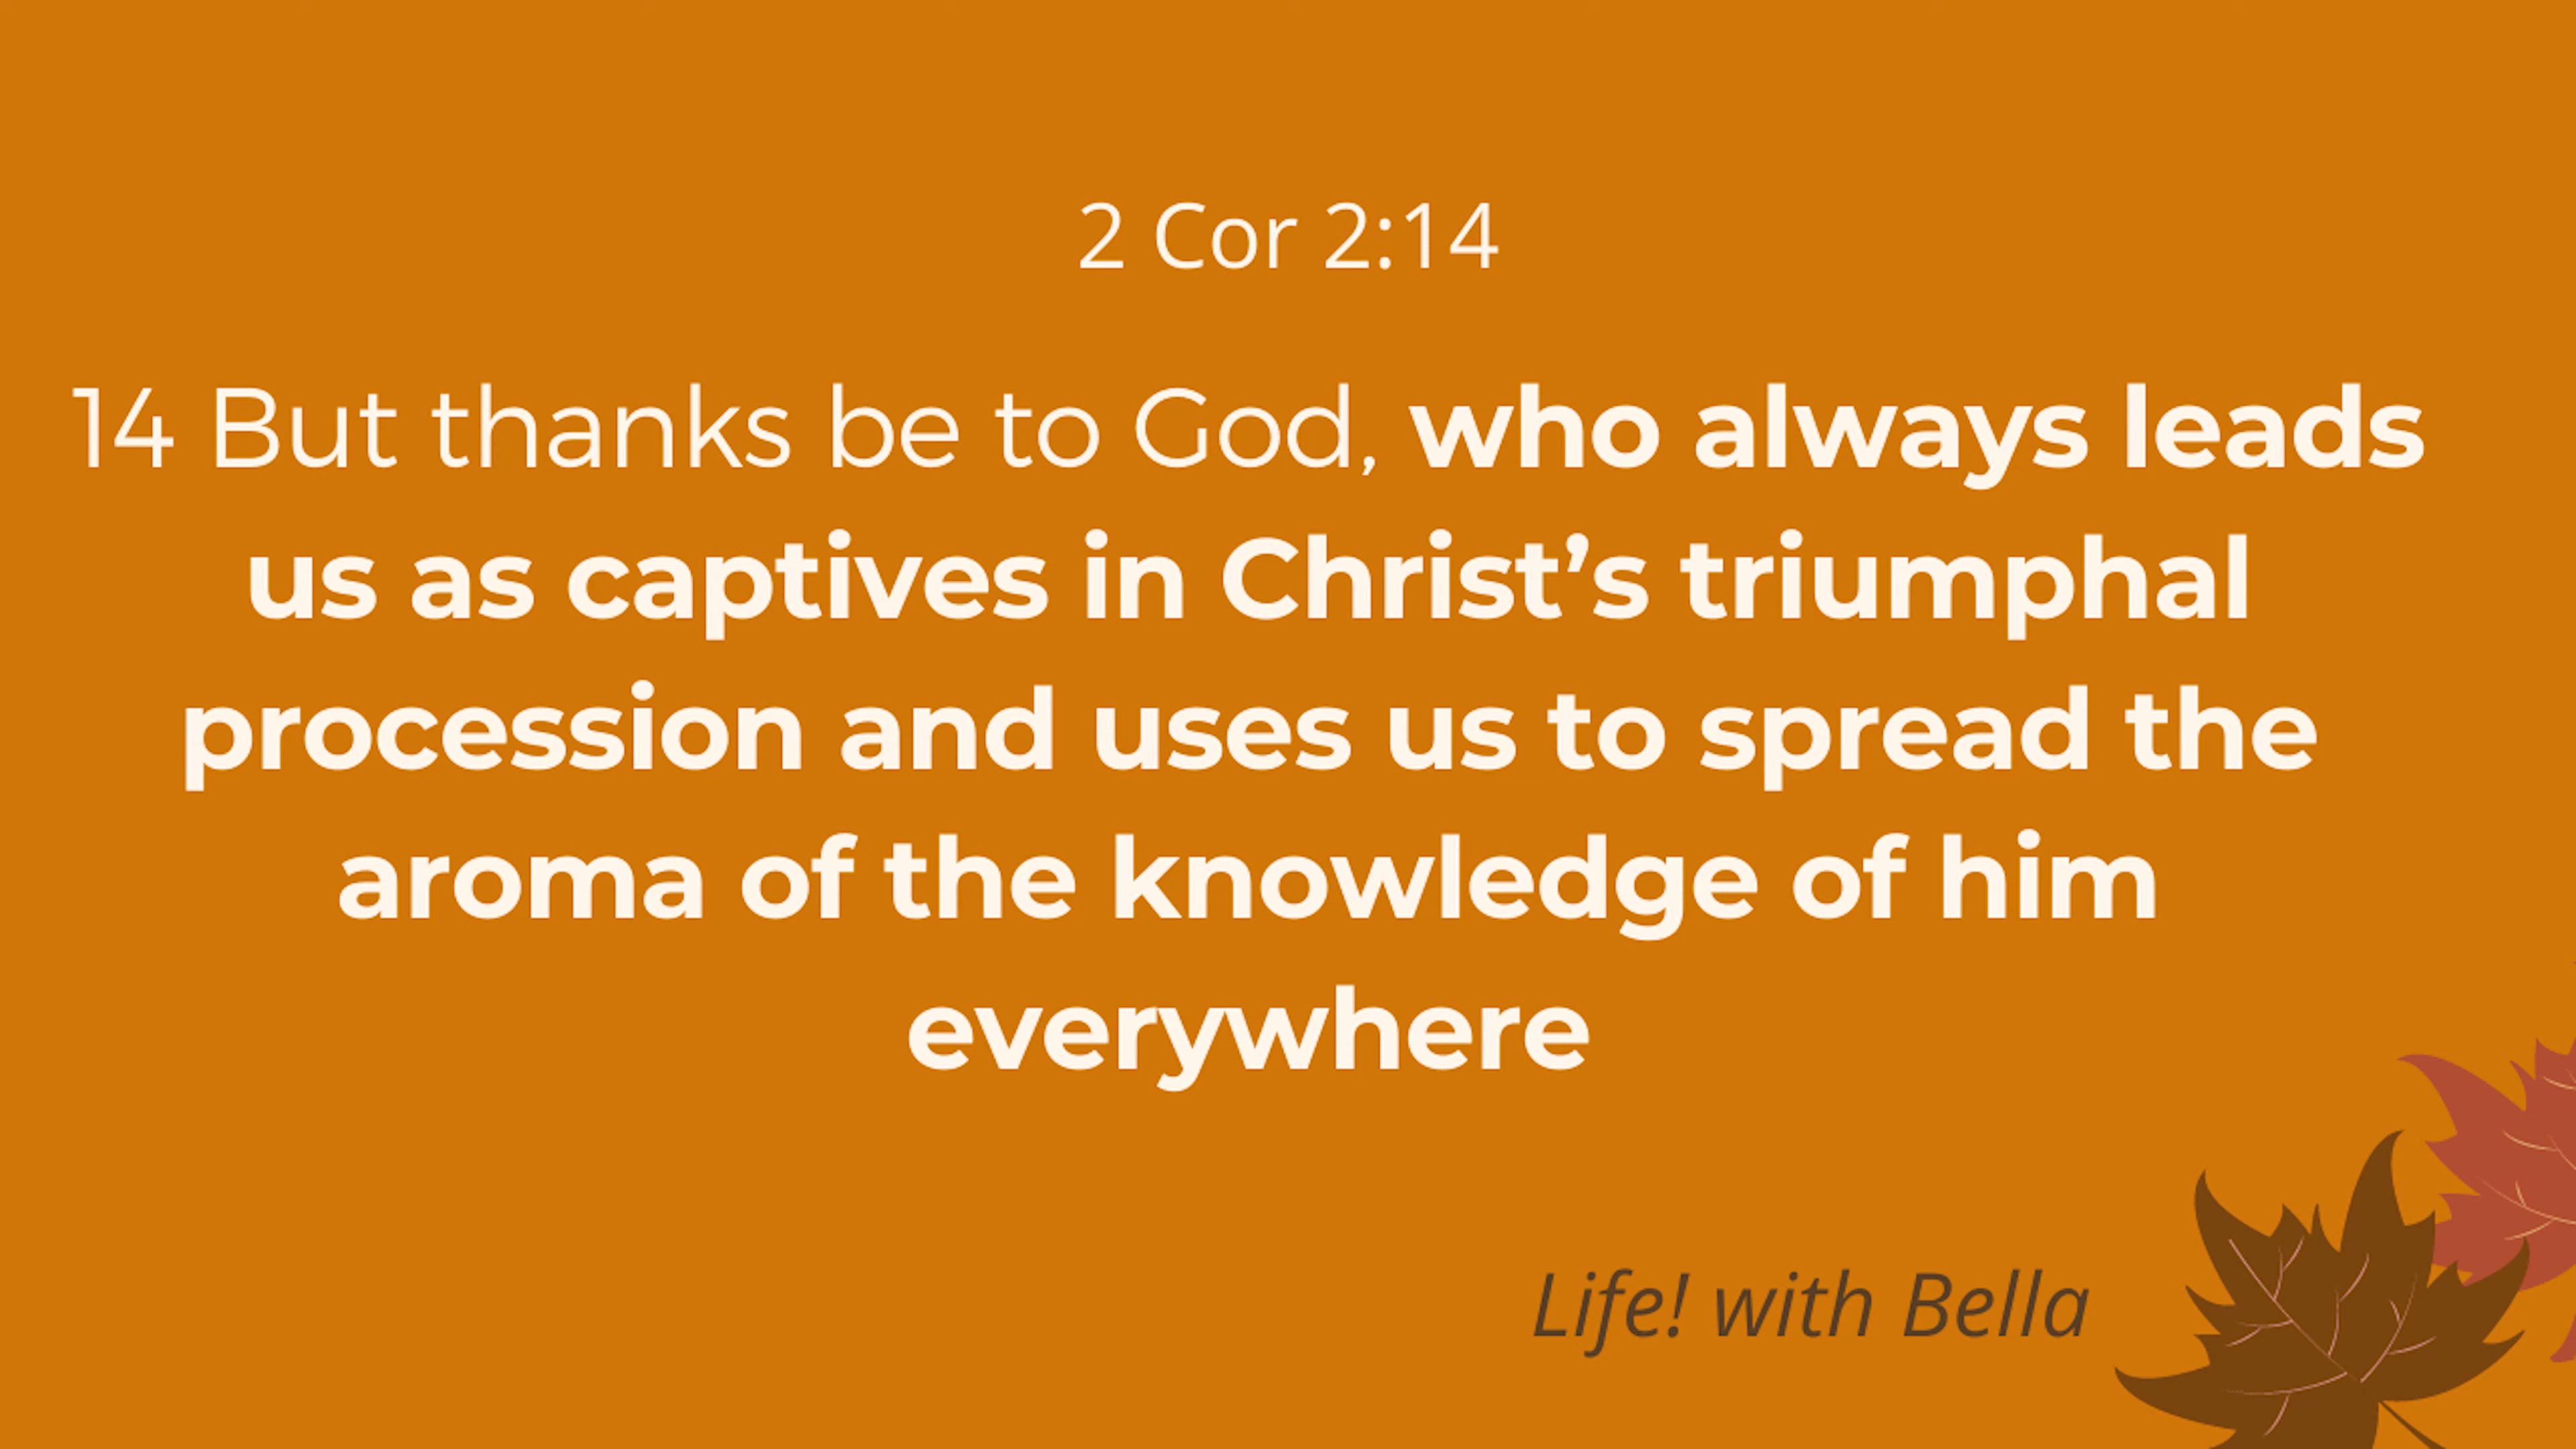 2 Cor 2:14
14 But thanks be to God, who always leads
us as captives in Christ’s triumphal
procession and uses us to spread the
aroma of the knowledge of him
everywhere
Life! with Bella